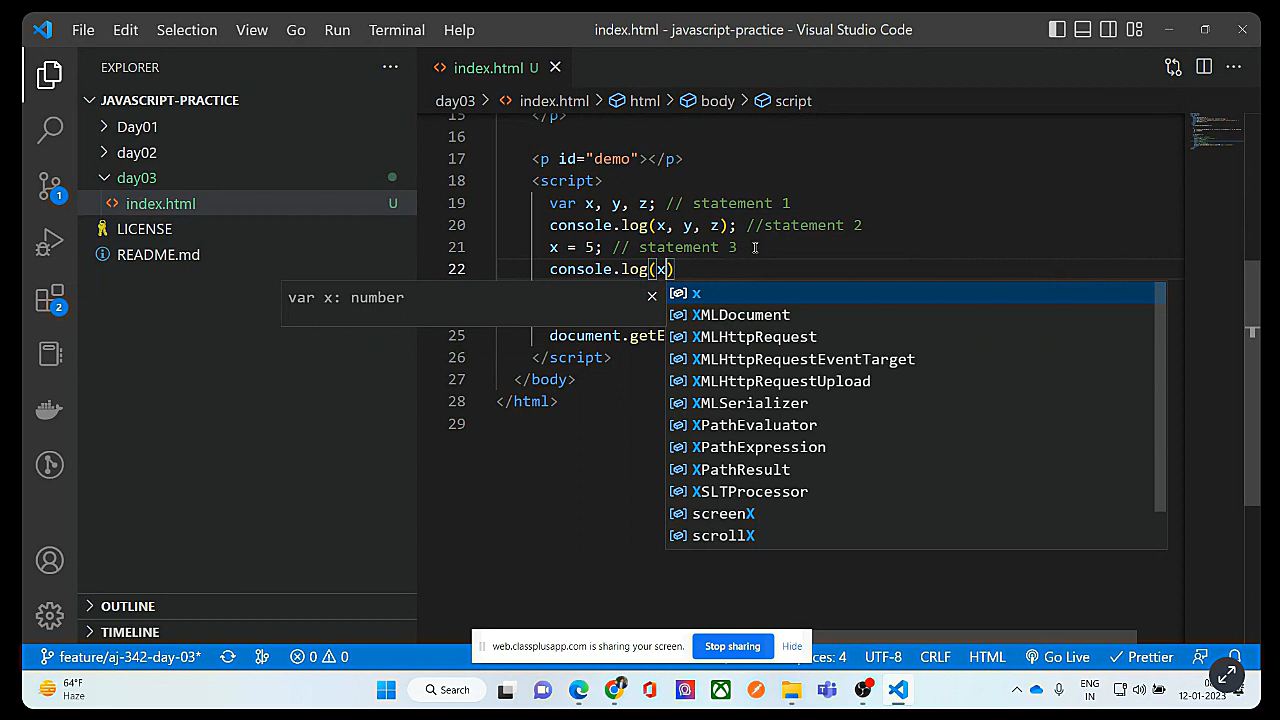 File Edit Selection View Go Run Terminal Help
index.html - javascript-practice - Visual Studio Code
EXPLORER
index.html U
JAVASCRIPT-PRACTICE
day03 > index.html > html > body > script
Day01
day02
day03
index.html U
LICENSE
README.md
15 </p>
16
17 <p id="demo"></p>
18 <script>
19 var x, y, z; // statement 1
20 console.log(x, y, z); //statement 2
21 x = 5; // statement 3
22 console.log(x)
var x: number
x
XMLDocument
XMLHttpRequest
XMLHttpRequestEventTarget
XMLHttpRequestUpload
XMLSerializer
XPathEvaluator
XPathExpression
XPathResult
XSLTProcessor
screenX
scrollX
25 document.getE
26 </script>
27 </body>
28 </html>
29
1
2
OUTLINE
TIMELINE
web.classplusapp.com is sharing your screen. Stop sharing Hide
feature/aj-342-day-03* 0 0 ces: 4 UTF-8 CRLF HTML Go Live Prettier
64°F
Haze
Search
ENG
IN
12-01-2023